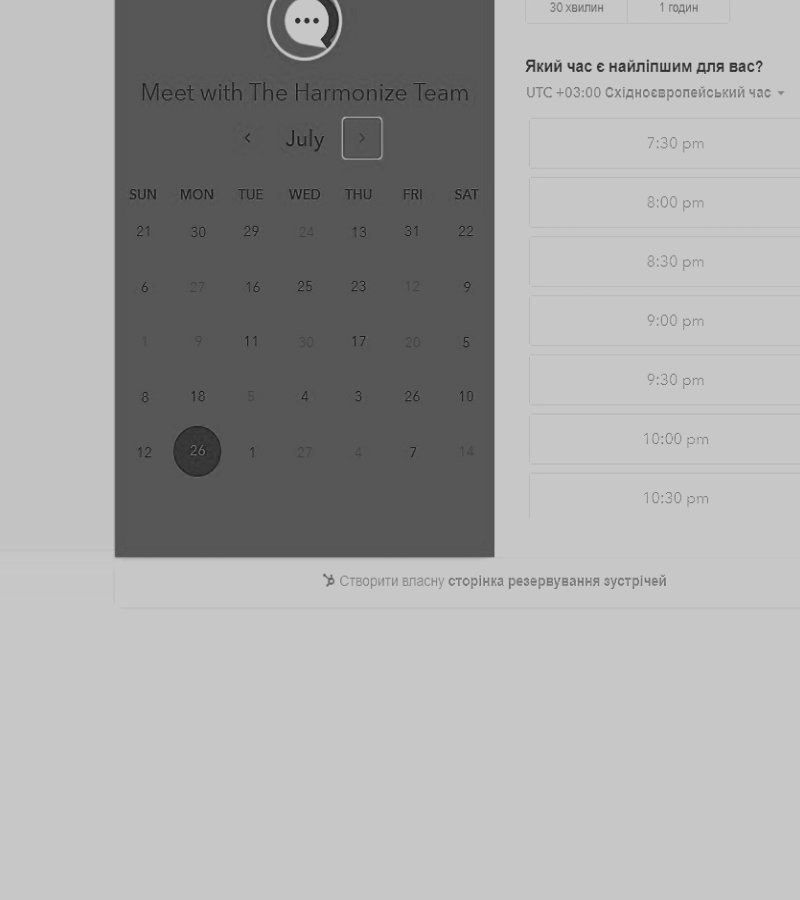 30 хвилин 1 годин
Який час є найліпшим для вас?
UTC +03:00 Східноєвропейський час
Meet with The Harmonize Team
July
SUN MON TUE WED THU FRI SAT
21 30 29 24 13 31 22
6 27 16 25 23 12 9
1 9 11 30 17 20 5
8 18 5 4 3 26 10
12 26 1 27 4 7 14
7:30 pm
8:00 pm
8:30 pm
9:00 pm
9:30 pm
10:00 pm
10:30 pm
Створити власну сторінка резервування зустрічей